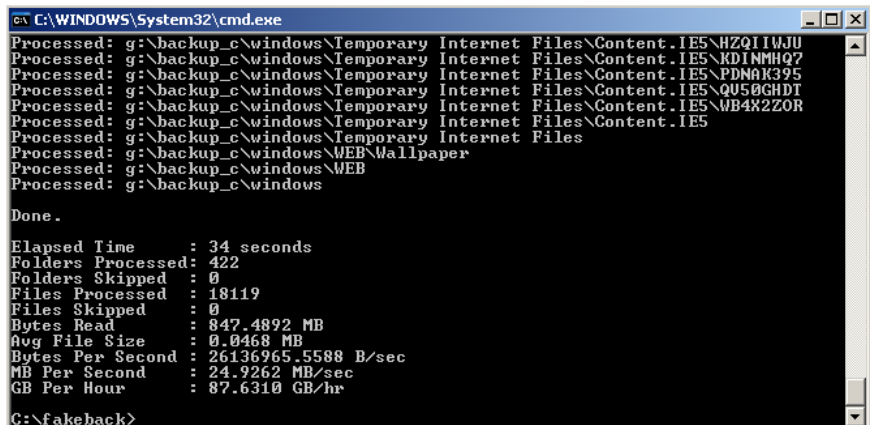 C:\WINDOWS\System32\cmd.exe
Processed: g:\backup_c\windows\Temporary Internet Files\Content.IE5\HZQIIWJU
Processed: g:\backup_c\windows\Temporary Internet Files\Content.IE5\KDINMHQ7
Processed: g:\backup_c\windows\Temporary Internet Files\Content.IE5\PDNAK395
Processed: g:\backup_c\windows\Temporary Internet Files\Content.IE5\QV50GHDT
Processed: g:\backup_c\windows\Temporary Internet Files\Content.IE5\WB4X2ZOR
Processed: g:\backup_c\windows\Temporary Internet Files\Content.IE5
Processed: g:\backup_c\windows\Temporary Internet Files
Processed: g:\backup_c\windows\WEB\Wallpaper
Processed: g:\backup_c\windows\WEB
Processed: g:\backup_c\windows
Done.
Elapsed Time : 34 seconds
Folders Processed: 422
Folders Skipped : 0
Files Processed : 18119
Files Skipped : 0
Bytes Read : 847.4892 MB
Avg File Size : 0.0468 MB
Bytes Per Second : 26136965.5588 B/sec
MB Per Second : 24.9262 MB/sec
GB Per Hour : 87.6310 GB/hr
C:\fakeback>